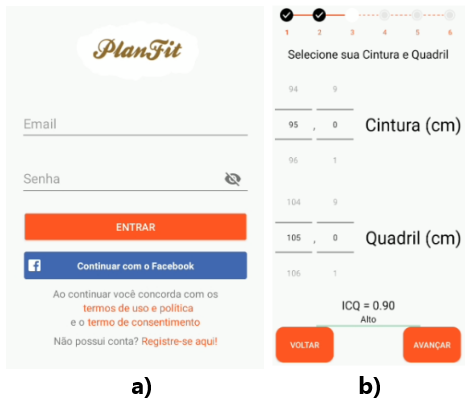 PlanFit
Email
Senha
ENTRAR
Continuar com o Facebook
Ao continuar você concorda com os
termos de uso e política
e o termo de consentimento
Não possui conta? Registre-se aqui!
a)
1 2 3 4 5 6
Selecione sua Cintura e Quadril
94 9
95 , 0 Cintura (cm)
96 1
104 9
105 , 0 Quadril (cm)
106 1
ICQ = 0.90
Alto
VOLTAR AVANÇAR
b)